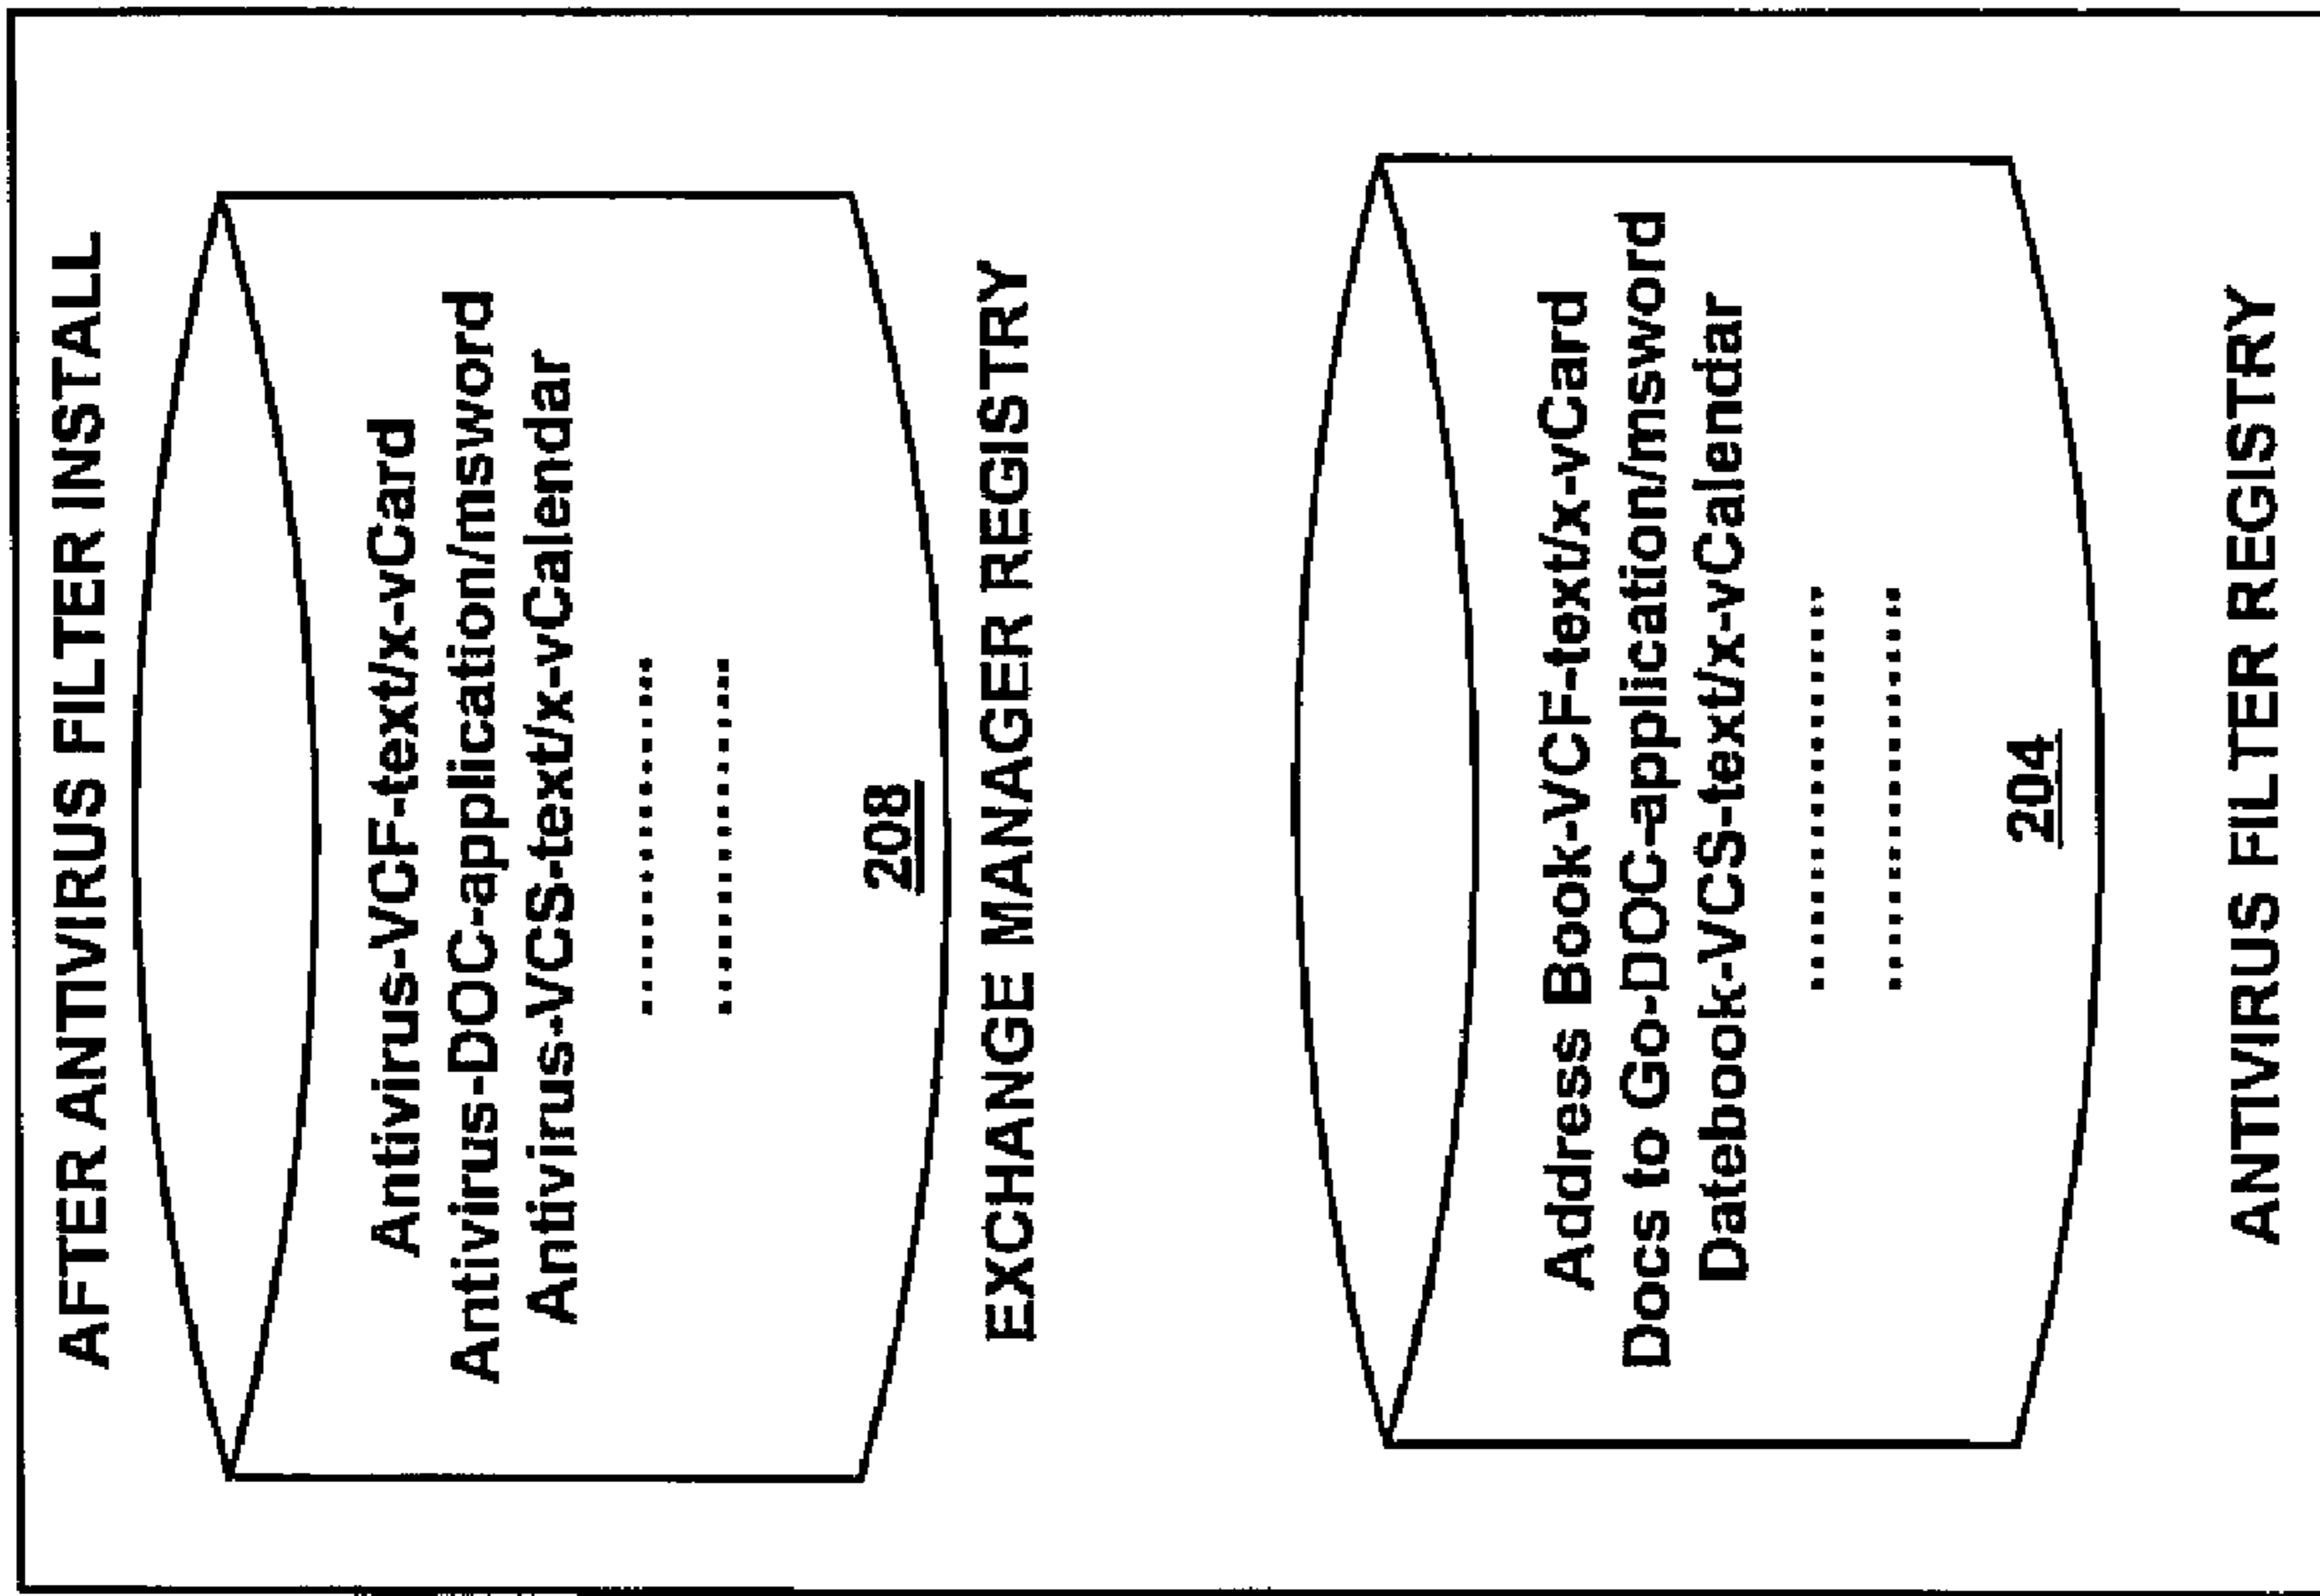 AFTER ANTIVIRUS FILTER INSTALL
Antivirus-VCF-text/x-vCard
Antivirus-DOC-application/msword
Antivirus-VCS-text/x-vCalendar
..................
..................
208
EXCHANGE MANAGER REGISTRY
Address Book-VCF-text/x-vCard
Docs to Go-DOC-application/msword
Datebook-VCS-text/x-vCalendar
....................
....................
204
ANTIVIRUS FILTER REGISTRY